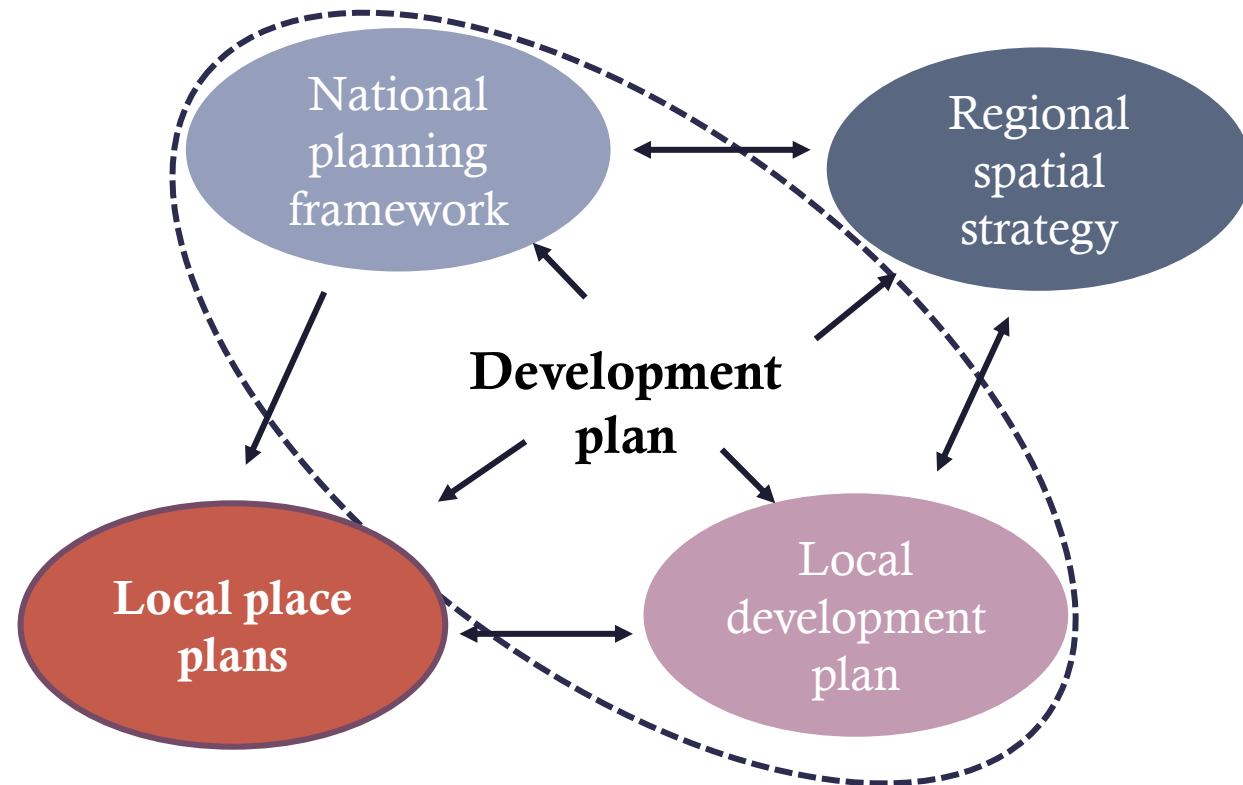 National
planning
framework
Regional
spatial
strategy
Development
plan
Local place
plans
Local
development
plan